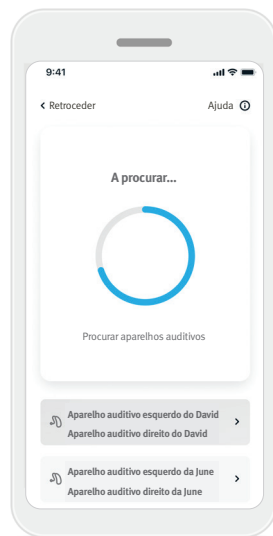 9:41
Retroceder
Ajuda
A procurar...
Procurar aparelhos auditivos
Aparelho auditivo esquerdo do David
Aparelho auditivo direito do David
Aparelho auditivo esquerdo da June
Aparelho auditivo direito da June